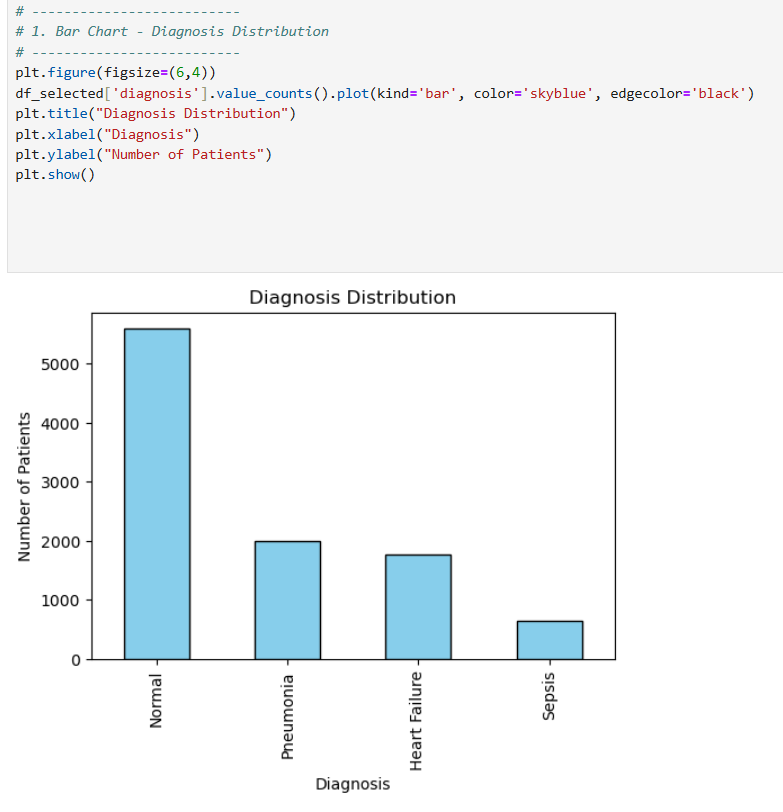 # --------------------------
# 1. Bar Chart - Diagnosis Distribution
# --------------------------
plt.figure(figsize=(6,4))
df_selected['diagnosis'].value_counts().plot(kind='bar', color='skyblue', edgecolor='black')
plt.title("Diagnosis Distribution")
plt.xlabel("Diagnosis")
plt.ylabel("Number of Patients")
plt.show()
Diagnosis Distribution
Number of Patients
5000
4000
3000
2000
1000
0
Normal
Pneumonia
Heart Failure
Sepsis
Diagnosis